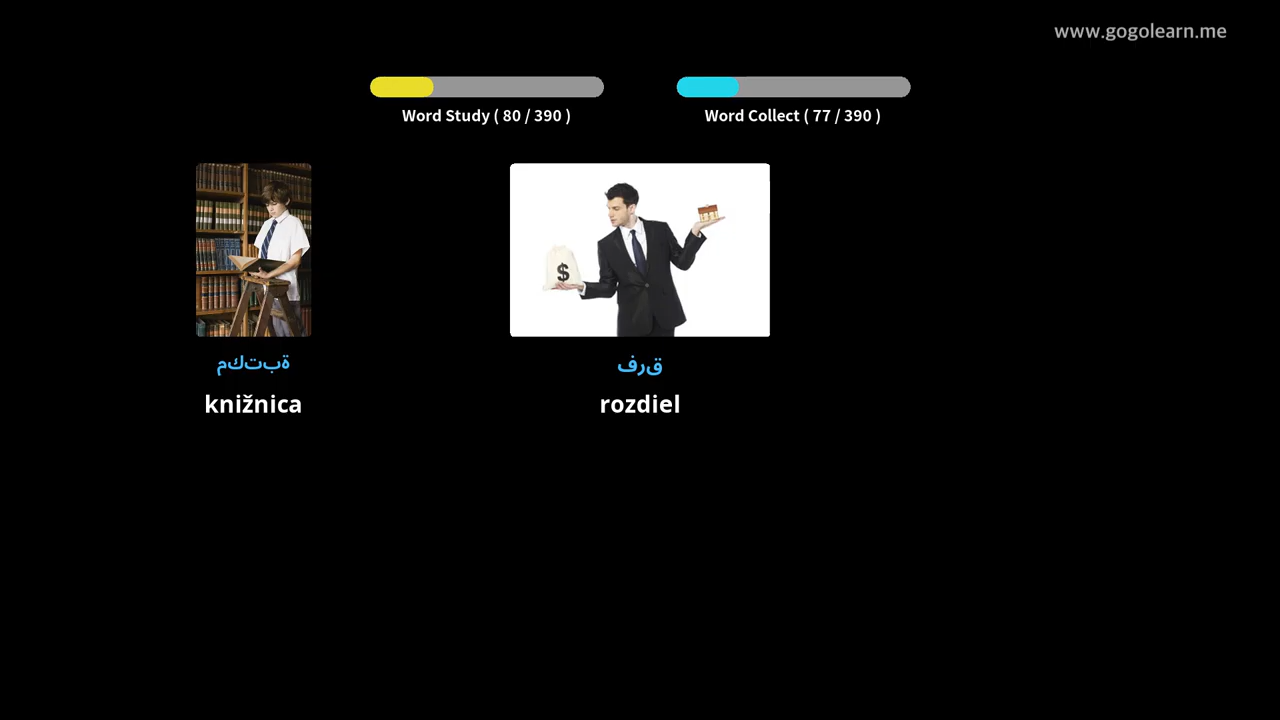 www.gogolearn.me
Word Study ( 80 / 390 )
Word Collect ( 77 / 390 )
$
مكتبة
فرق
knižnica
rozdiel